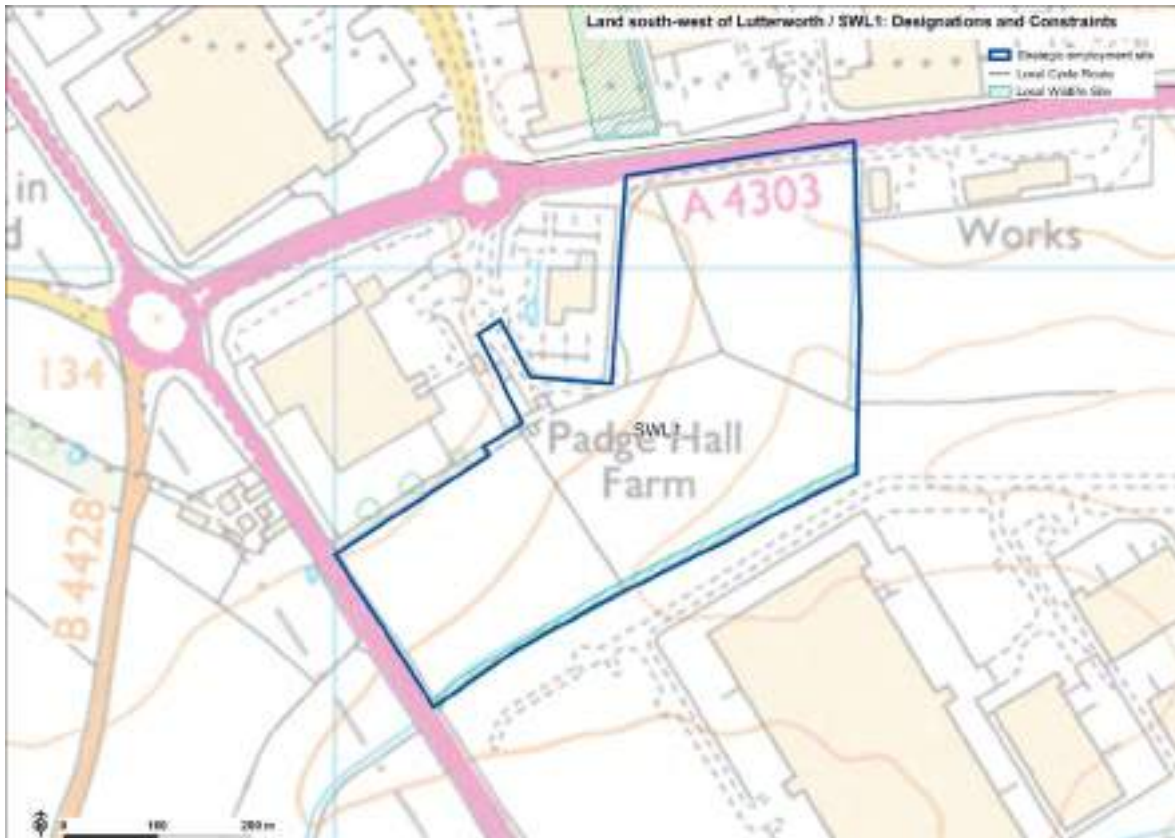 Land south-west of Lutterworth / SWL1: Designations and Constraints
Strategic employment site
Local Cycle Route
Local Wildlife Site
in
d
A 4303
Works
134
SWL1
Padge Hall
Farm
B 4428
0 100 200 m